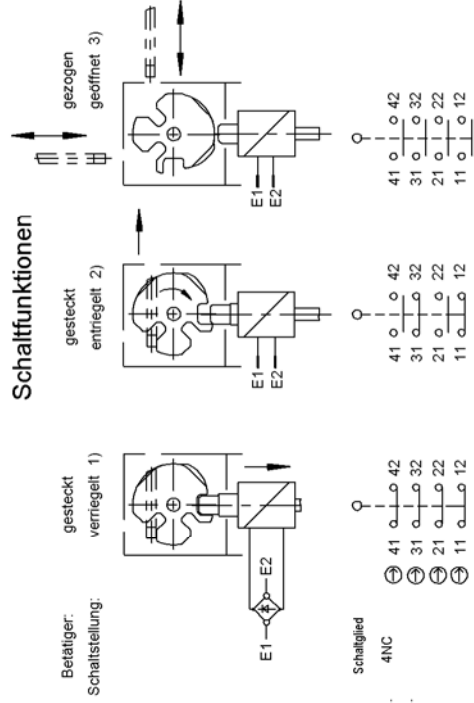 Schaltfunktionen
Betätiger:
gesteckt
gesteckt
gezogen
Schaltstellung:
verriegelt 1)
entriegelt 2)
geöffnet 3)
E1
E2
E1
E2
E1
E2
Schaltglied
4NC
41 42
31 32
21 22
11 12
41 42
31 32
21 22
11 12
41 42
31 32
21 22
11 12